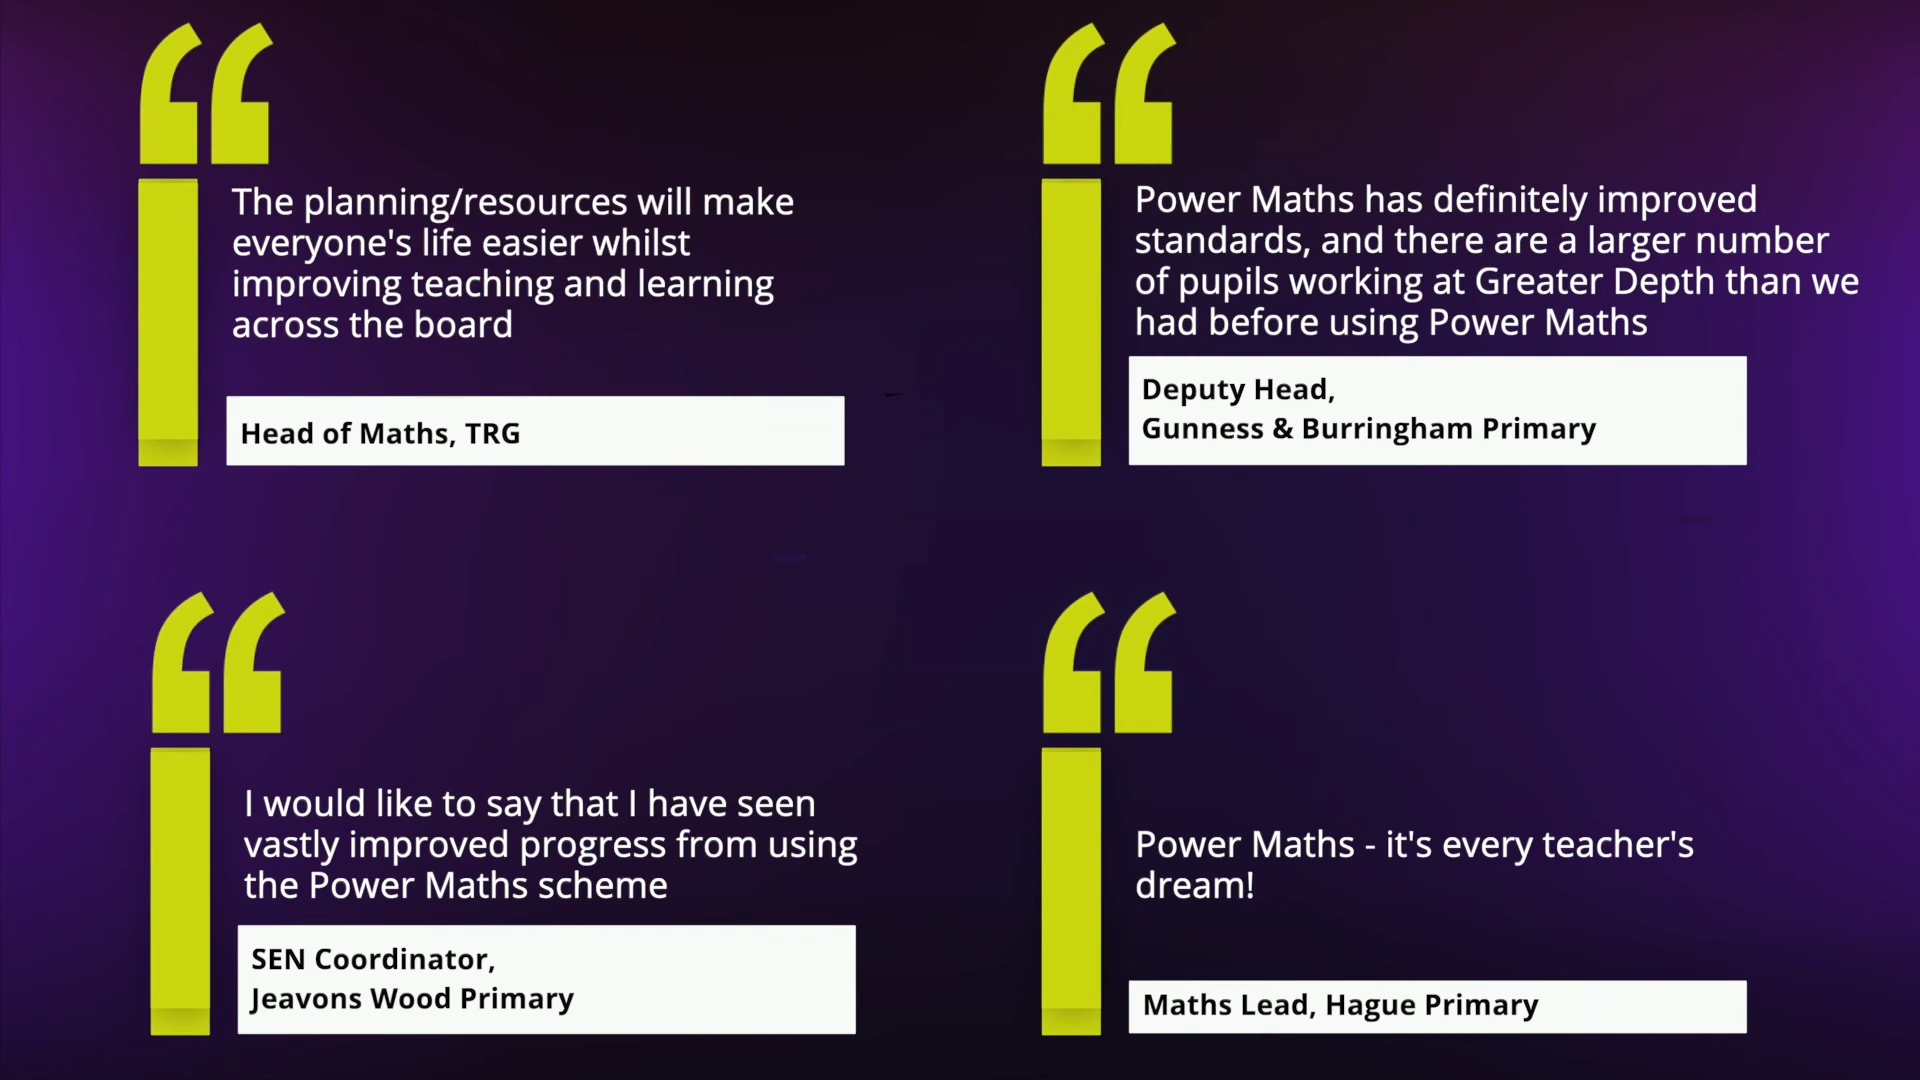 The planning/resources will make
everyone's life easier whilst
improving teaching and learning
across the board
Head of Maths, TRG
Power Maths has definitely improved
standards, and there are a larger number
of pupils working at Greater Depth than we
had before using Power Maths
Deputy Head,
Gunness & Burringham Primary
I would like to say that I have seen
vastly improved progress from using
the Power Maths scheme
SEN Coordinator,
Jeavons Wood Primary
Power Maths - it's every teacher's
dream!
Maths Lead, Hague Primary